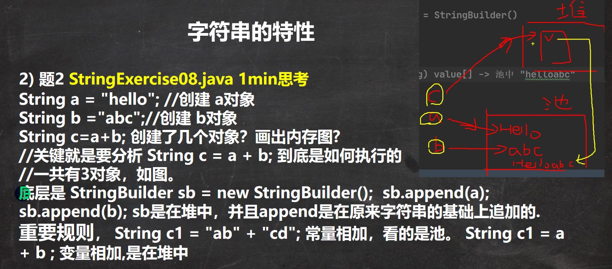 字符串的特性
2) 题2 StringExercise08.java 1min思考
String a = "hello"; //创建 a对象
String b ="abc";//创建 b对象
String c=a+b; 创建了几个对象? 画出内存图?
//关键就是要分析 String c = a + b; 到底是如何执行的
//一共有3对象，如图。
底层是 StringBuilder sb = new StringBuilder();  sb.append(a);
sb.append(b); sb是在堆中，并且append是在原来字符串的基础上追加的.
重要规则， String c1 = "ab" + "cd"; 常量相加，看的是池。 String c1 = a
+ b ; 变量相加,是在堆中
= StringBuilder()
堆
V
) value[] -> 池中 "helloabc"
池
Hello
abc
Helloabc